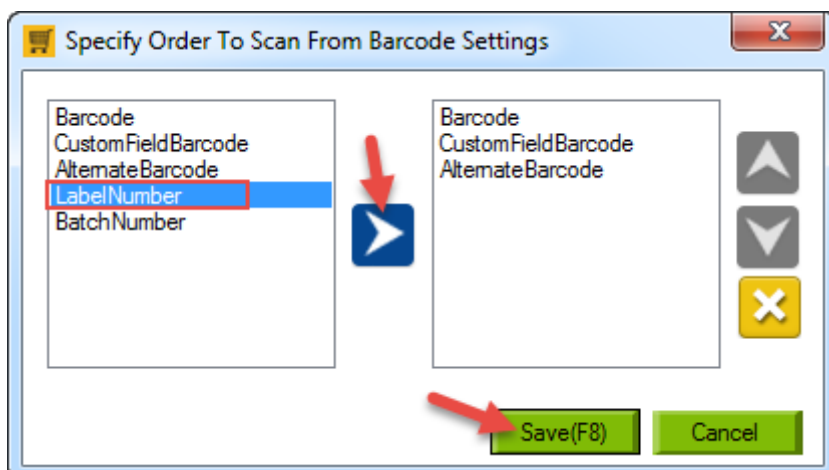 Specify Order To Scan From Barcode Settings
Barcode
CustomFieldBarcode
AlternateBarcode
LabelNumber
BatchNumber
Barcode
CustomFieldBarcode
AlternateBarcode
Save(F8)
Cancel